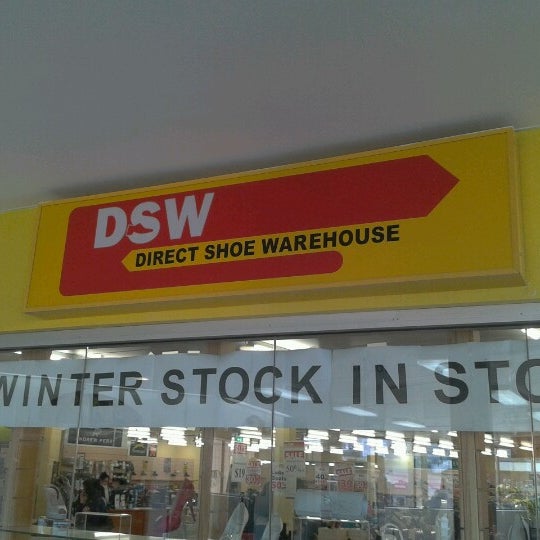 DSW
DIRECT SHOE WAREHOUSE
WINTER STOCK IN STO